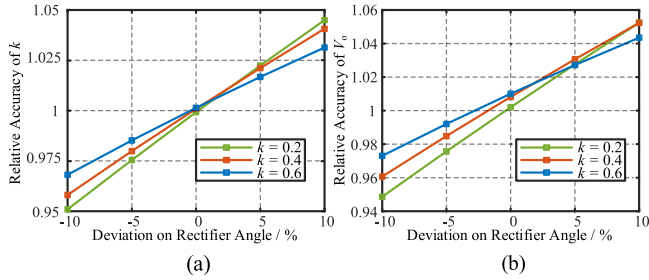 Relative Accuracy of k
1.05
1.025
1
0.975
0.95
-10
-5
0
5
10
k = 0.2
k = 0.4
k = 0.6
Deviation on Rectifier Angle / %
(a)
Relative Accuracy of Vo
1.06
1.04
1.02
1
0.98
0.96
0.94
-10
-5
0
5
10
k = 0.2
k = 0.4
k = 0.6
Deviation on Rectifier Angle / %
(b)